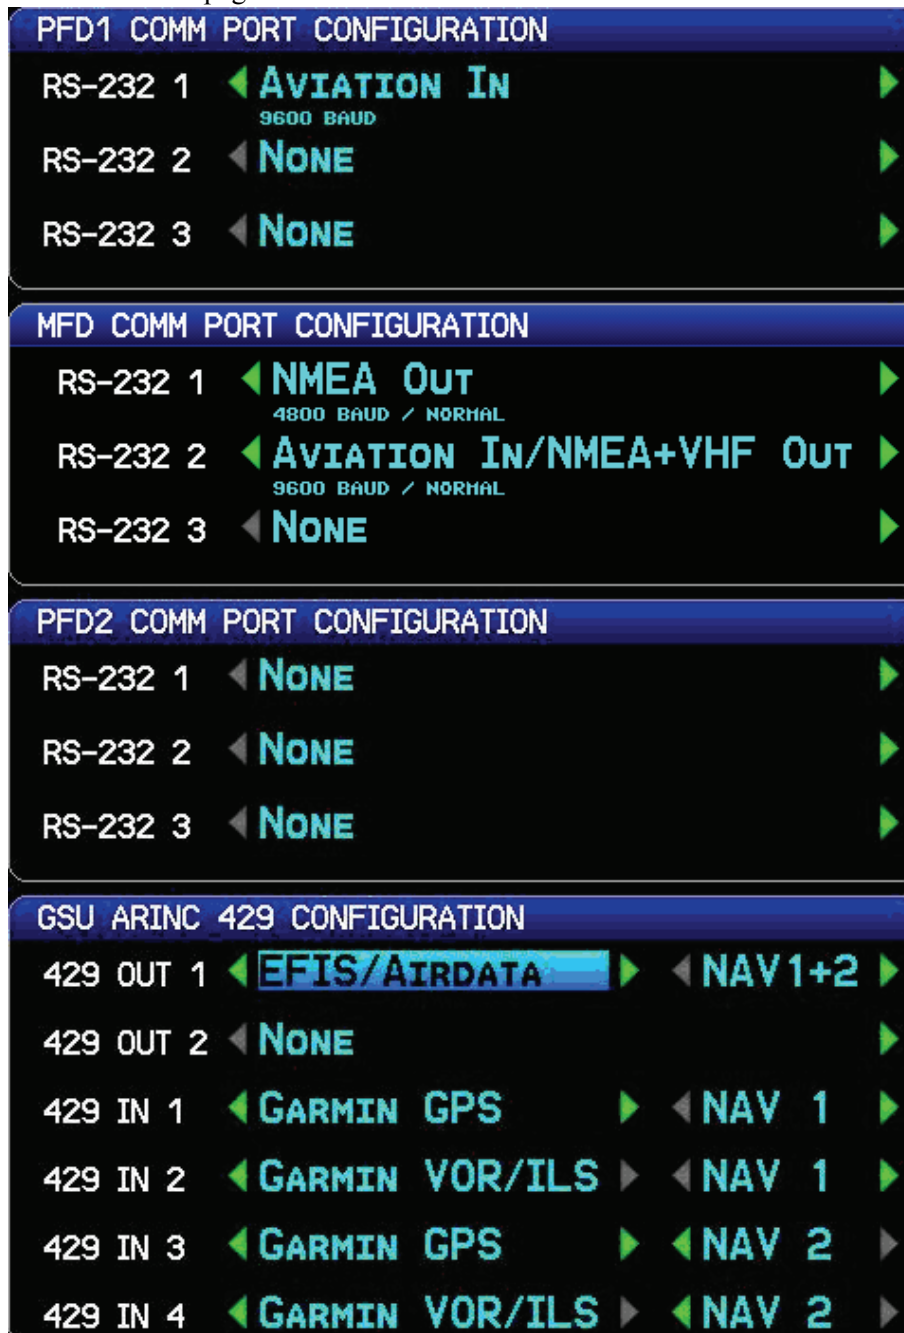 PFD1 COMM PORT CONFIGURATION
RS-232 1 AVIATION IN
9600 BAUD
RS-232 2 NONE
RS-232 3 NONE
MFD COMM PORT CONFIGURATION
RS-232 1 NMEA OUT
4800 BAUD / NORMAL
RS-232 2 AVIATION IN/NMEA+VHF OUT
9600 BAUD / NORMAL
RS-232 3 NONE
PFD2 COMM PORT CONFIGURATION
RS-232 1 NONE
RS-232 2 NONE
RS-232 3 NONE
GSU ARINC 429 CONFIGURATION
429 OUT 1 EFIS/AIRDATA NAV1+2
429 OUT 2 NONE
429 IN 1 GARMIN GPS NAV 1
429 IN 2 GARMIN VOR/ILS NAV 1
429 IN 3 GARMIN GPS NAV 2
429 IN 4 GARMIN VOR/ILS NAV 2